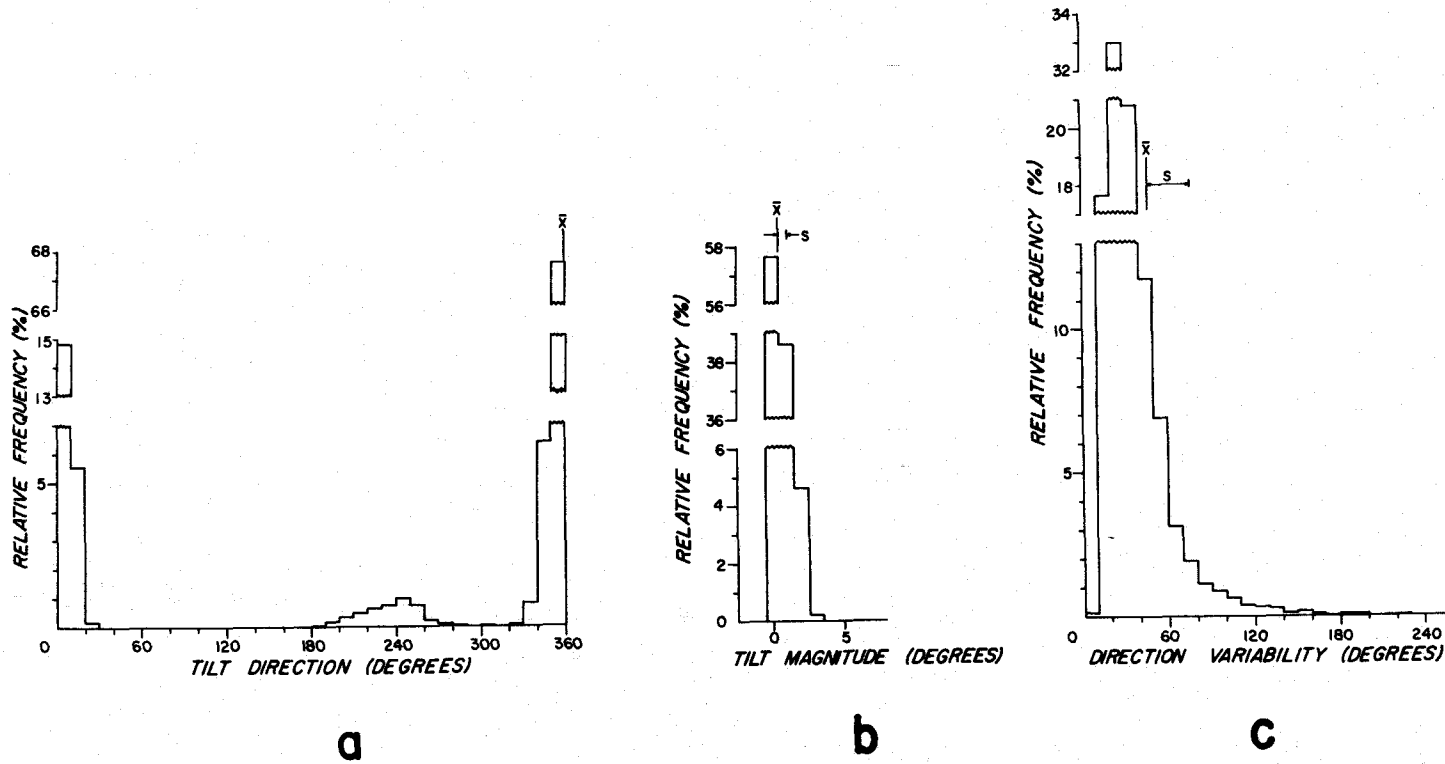 68
66
15
13
5
RELATIVE FREQUENCY (%)
X̄
0 60 120 180 240 300 360
TILT DIRECTION (DEGREES)
a
X̄
S
58
56
38
36
6
4
2
0
RELATIVE FREQUENCY (%)
0 5
TILT MAGNITUDE (DEGREES)
b
34
32
20
18
10
5
RELATIVE FREQUENCY (%)
X̄
S
0 60 120 180 240
DIRECTION VARIABILITY (DEGREES)
c